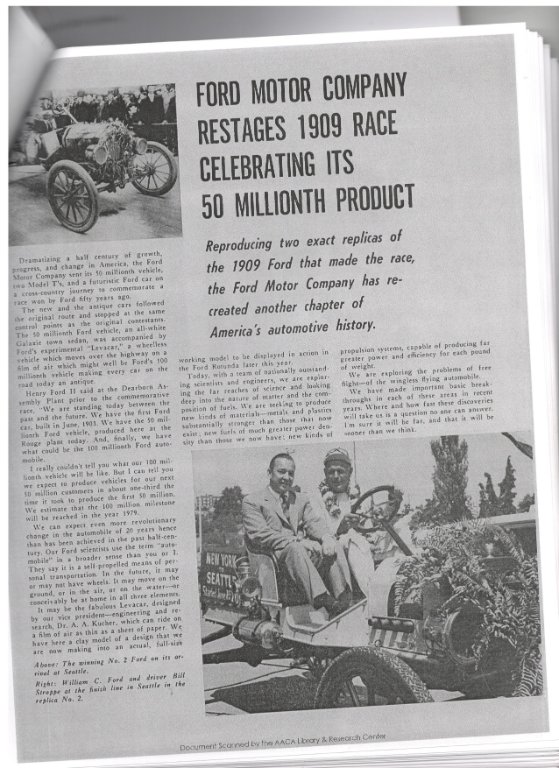 FORD MOTOR COMPANY
RESTAGES 1909 RACE
CELEBRATING ITS
50 MILLIONTH PRODUCT
Reproducing two exact replicas of
the 1909 Ford that made the race,
the Ford Motor Company has re-
created another chapter of
America's automotive history.
Dramatizing a half century of growth,
progress, and change in America, the Ford
Motor Company sent its 50 millionth vehicle,
two Model T's, and a futuristic Ford car on
a cross-country journey to commemorate a
race won by Ford fifty years ago.
The new and the antique cars followed
the original route and stopped at the same
control points as the original contestants.
The 50 millionth Ford vehicle, an all-white
Galaxie town sedan, was accompanied by
Ford's experimental "Levacar," a wheelless
vehicle which moves over the highway on a
film of air which might well be Ford's 100
millionth vehicle making every car on the
road today an antique.
Henry Ford II said at the Dearborn As-
sembly Plant prior to the commemorative
race, "We are standing today between the
past and the future. We have the first Ford
car, built in June, 1903. We have the 50 mil-
lionth Ford vehicle, produced here at the
Rouge plant today. And, finally, we have
what could be the 100 millionth Ford auto-
mobile.
I really couldn't tell you what our 100 mil-
lionth vehicle will be like. But I can tell you
we expect to produce vehicles for our next
50 million customers in about one-third the
time it took to produce the first 50 million.
We estimate that the 100 million milestone
will be reached in the year 1979.
We can expect even more revolutionary
change in the automobile of 20 years hence
than has been achieved in the past half-cen-
tury. Our Ford scientists use the term "auto-
mobile" in a broader sense than you or I.
They say it is a self-propelled means of per-
sonal transportation. In the future, it may
or may not have wheels. It may move on the
ground, or in the air, or on the water—or
conceivably be at home in all three elements.
It may be the fabulous Levacar, designed
by our vice president—engineering and re-
search, Dr. A. A. Kucher, which can ride on
a film of air as thin as a sheet of paper. We
have here a clay model of a design that we
are now making into an actual, full-size
Above: The winning No. 2 Ford on its ar-
rival at Seattle.
Right: William C. Ford and driver Bill
Stroppe at the finish line in Seattle in the
replica No. 2.
working model to be displayed in action in
the Ford Rotunda later this year.
Today, with a team of nationally outstand-
ing scientists and engineers, we are explor-
ing the far reaches of science and looking
deep into the nature of matter and the com-
position of fuels. We are seeking to produce
new kinds of materials—metals and plastics
substantially stronger than those that now
exist; new fuels of much greater power den-
sity than those we now have; new kinds of
propulsion systems, capable of producing far
greater power and efficiency for each pound
of weight.
We are exploring the problems of free
flight—of the wingless flying automobile.
We have made important basic break-
throughs in each of these areas in recent
years. Where and how fast these discoveries
will take us is a question no one can answer.
I'm sure it will be far, and that it will be
sooner than we think.
NEW YORK
SEATTLE
Document Scanned by the AACA Library & Research Center